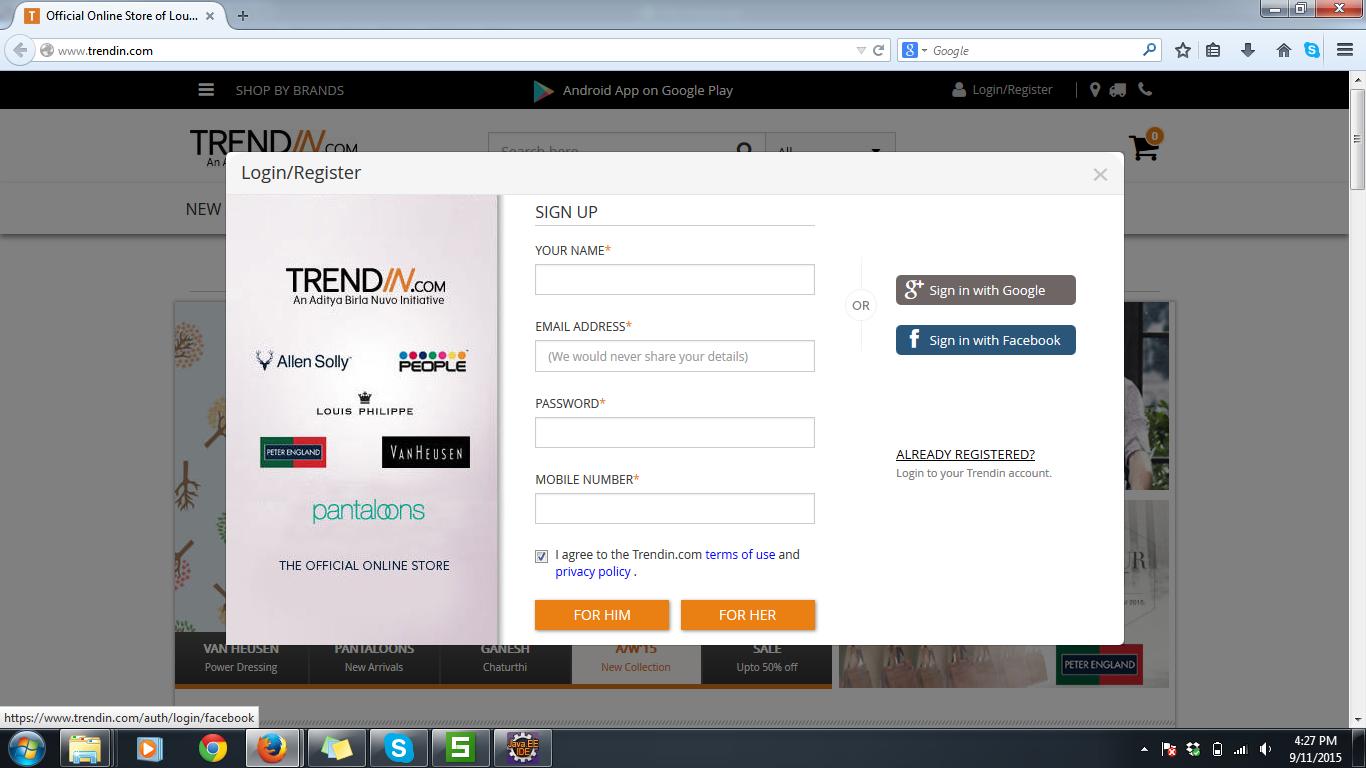 Official Online Store of Lou...
www.trendin.com
Google
SHOP BY BRANDS
Android App on Google Play
Login/Register
TRENDIN.COM
Search here
All
0
NEW
Login/Register
TRENDIN.COM
An Aditya Birla Nuvo Initiative
Allen Solly
PEOPLE
LOUIS PHILIPPE
PETER ENGLAND
VANHEUSEN
pantaloons
THE OFFICIAL ONLINE STORE
SIGN UP
YOUR NAME*
EMAIL ADDRESS*
(We would never share your details)
PASSWORD*
MOBILE NUMBER*
I agree to the Trendin.com terms of use and
privacy policy .
FOR HIM
FOR HER
OR
g+ Sign in with Google
f Sign in with Facebook
ALREADY REGISTERED?
Login to your Trendin account.
VAN HEUSEN
Power Dressing
PANTALOONS
New Arrivals
GANESH
Chaturthi
A/W'15
New Collection
SALE
Upto 50% off
2015.
PETER ENGLAND
https://www.trendin.com/auth/login/facebook
Java EE
IDE
4:27 PM
9/11/2015